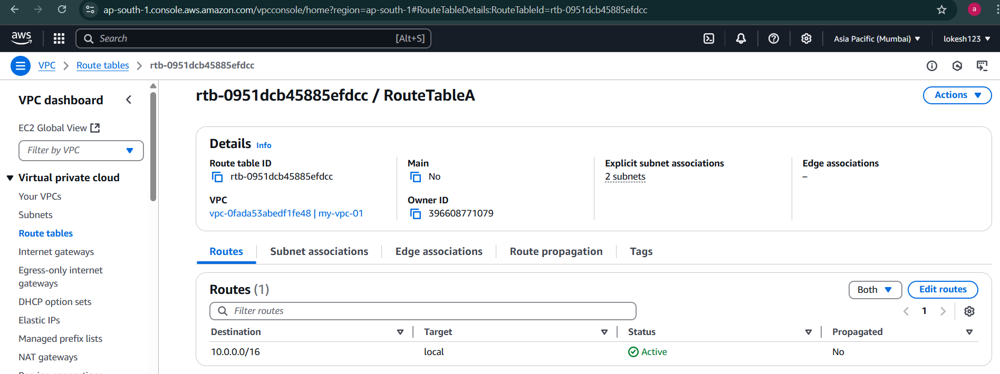 ap-south-1.console.aws.amazon.com/vpcconsole/home?region=ap-south-1#RouteTableDetails:RouteTableId=rtb-0951dcb45885efdcc
a
aws
Search
[Alt+S]
Asia Pacific (Mumbai)
lokesh123
VPC
Route tables
rtb-0951dcb45885efdcc
VPC dashboard
EC2 Global View
Filter by VPC
Virtual private cloud
Your VPCs
Subnets
Route tables
Internet gateways
Egress-only internet
gateways
DHCP option sets
Elastic IPs
Managed prefix lists
NAT gateways
rtb-0951dcb45885efdcc / RouteTableA
Actions
Details Info
Route table ID
rtb-0951dcb45885efdcc
Main
No
Explicit subnet associations
2 subnets
Edge associations
–
VPC
vpc-0fada53abedf1fe48 | my-vpc-01
Owner ID
396608771079
Routes
Subnet associations
Edge associations
Route propagation
Tags
Routes (1)
Both
Edit routes
Filter routes
1
Destination
Target
Status
Propagated
10.0.0.0/16
local
Active
No